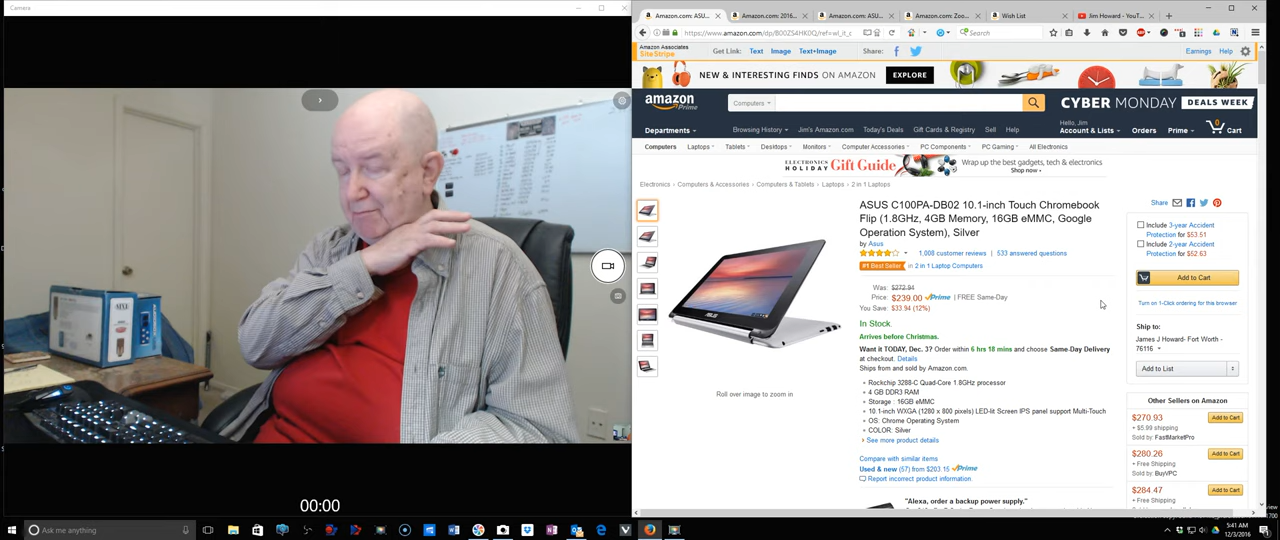 Camera
Amazon.com: ASU...
Amazon.com: 2016...
Amazon.com: ASU...
Amazon.com: Zoo...
Wish List
Jim Howard - YouT...
https://www.amazon.com/dp/B00ZS4HK0Q/ref=wl_it_c
Search
Amazon Associates
SiteStripe
Get Link: Text Image Text+Image Share:
Earnings Help
NEW & INTERESTING FINDS ON AMAZON EXPLORE
amazon
Prime
Computers
CYBER MONDAY DEALS WEEK
Departments
Browsing History Jim's Amazon.com Today's Deals Gift Cards & Registry Sell Help
Hello, Jim
Account & Lists Orders Prime 0 Cart
Computers Laptops Tablets Desktops Monitors Computer Accessories PC Components PC Gaming All Electronics
ELECTRONICS
HOLIDAY Gift Guide
Wrap up the best gadgets, tech & electronics
Shop now ›
Electronics › Computers & Accessories › Computers & Tablets › Laptops › 2 in 1 Laptops
ASUS C100PA-DB02 10.1-inch Touch Chromebook
Flip (1.8GHz, 4GB Memory, 16GB eMMC, Google
Operation System), Silver
by Asus
1,008 customer reviews | 533 answered questions
#1 Best Seller in 2 in 1 Laptop Computers
Was: $272.94
Price: $239.00 Prime | FREE Same-Day
You Save: $33.94 (12%)
In Stock.
Arrives before Christmas.
Want it TODAY, Dec. 3? Order within 6 hrs 18 mins and choose Same-Day Delivery
at checkout. Details
Ships from and sold by Amazon.com.
Rockchip 3288-C Quad-Core 1.8GHz processor
4 GB DDR3 RAM
Storage : 16GB eMMC
10.1-inch WXGA (1280 x 800 pixels) LED-lit Screen IPS panel support Multi-Touch
OS: Chrome Operating System
COLOR: Silver
› See more product details
Compare with similar items
Used & new (57) from $203.15 Prime
Report incorrect product information.
"Alexa, order a backup power supply."
ASUS
Roll over image to zoom in
Share
Include 3-year Accident
Protection for $53.51
Include 2-year Accident
Protection for $52.63
Add to Cart
Turn on 1-Click ordering for this browser
Ship to:
James J Howard- Fort Worth -
76116
Add to List
Other Sellers on Amazon
$270.93 Add to Cart
+ $5.99 shipping
Sold by: FastMarketPro
$280.26 Add to Cart
+ Free Shipping
Sold by: BuyVPC
$284.47 Add to Cart
+ Free Shipping
00:00
Ask me anything
5:41 AM
12/3/2016